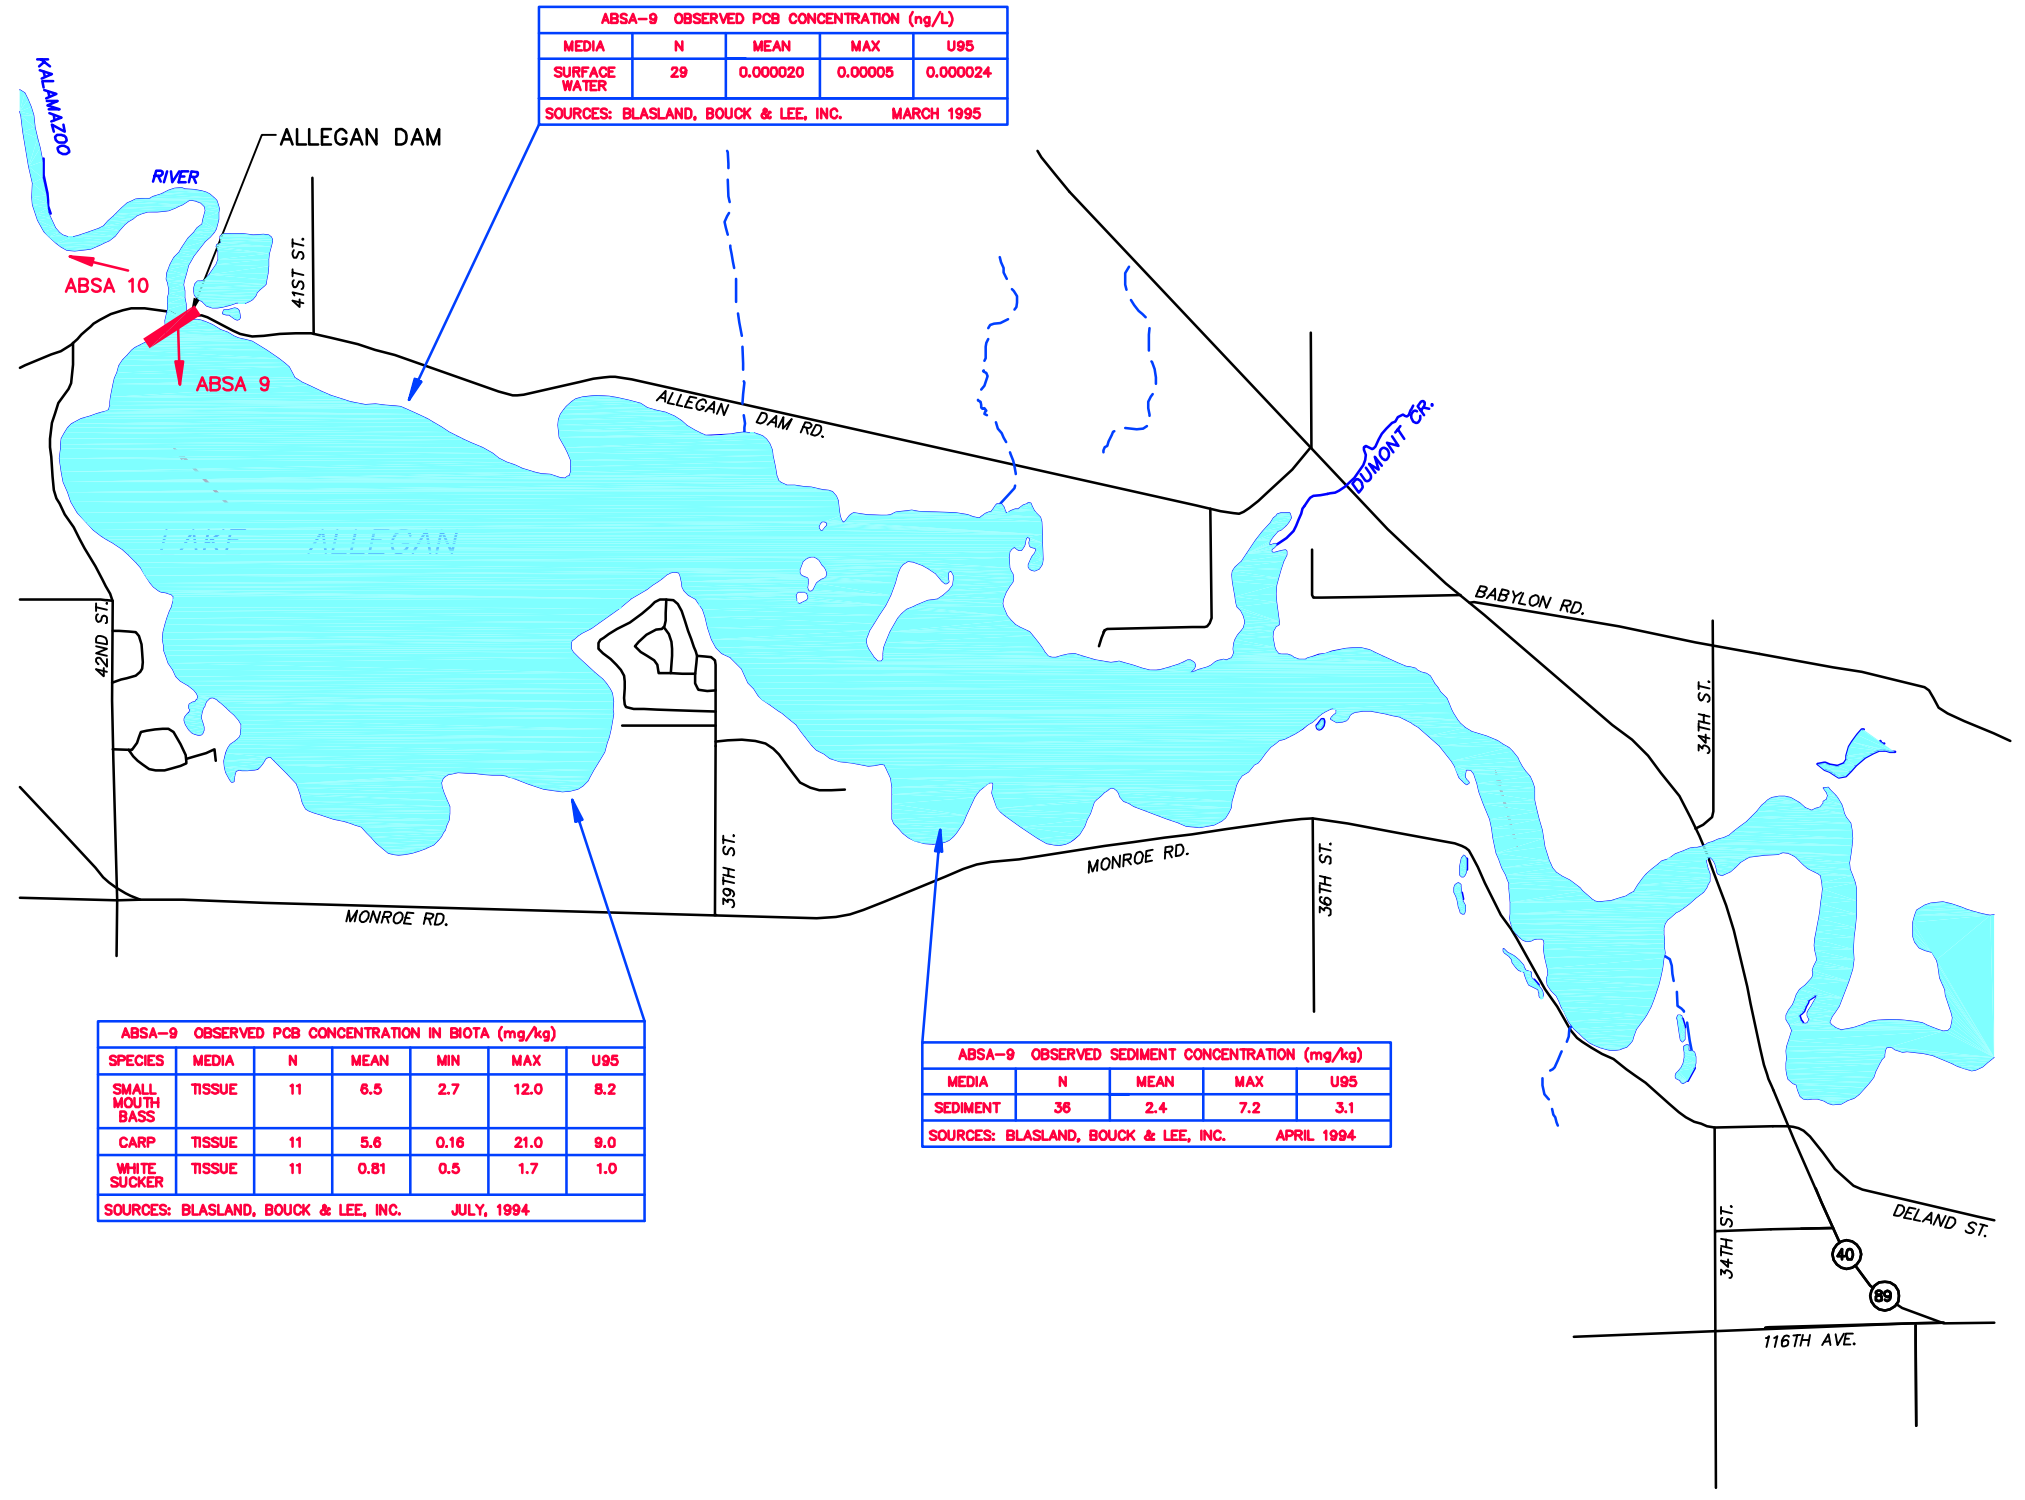 ABSA-9 OBSERVED PCB CONCENTRATION (ng/L)
MEDIA N MEAN MAX U95
SURFACE WATER 29 0.000020 0.00005 0.000024
SOURCES: BLASLAND, BOUCK & LEE, INC. MARCH 1995
KALAMAZOO
RIVER
ALLEGAN DAM
41ST ST.
ABSA 10
ABSA 9
ALLEGAN DAM RD.
DUMONT CR.
LAKE ALLEGAN
BABYLON RD.
42ND ST.
34TH ST.
39TH ST.
MONROE RD.
36TH ST.
MONROE RD.
ABSA-9 OBSERVED PCB CONCENTRATION IN BIOTA (mg/kg)
SPECIES MEDIA N MEAN MIN MAX U95
SMALL MOUTH BASS TISSUE 11 6.5 2.7 12.0 8.2
CARP TISSUE 11 5.6 0.16 21.0 9.0
WHITE SUCKER TISSUE 11 0.81 0.5 1.7 1.0
SOURCES: BLASLAND, BOUCK & LEE, INC. JULY, 1994
ABSA-9 OBSERVED SEDIMENT CONCENTRATION (mg/kg)
MEDIA N MEAN MAX U95
SEDIMENT 36 2.4 7.2 3.1
SOURCES: BLASLAND, BOUCK & LEE, INC. APRIL 1994
DELAND ST.
34TH ST.
40
89
116TH AVE.